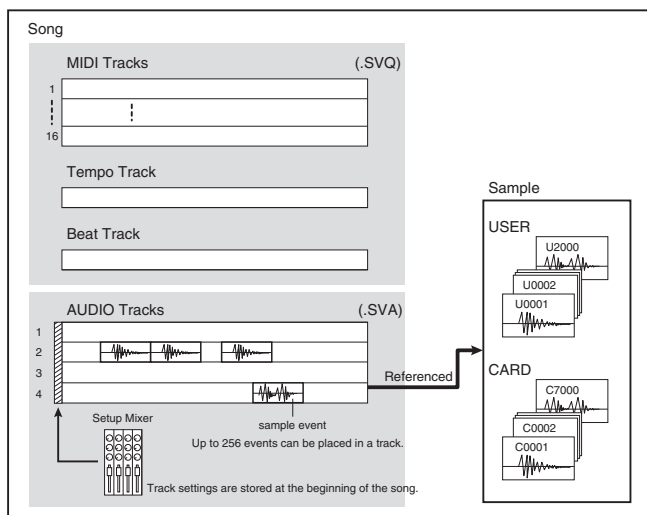 Song
MIDI Tracks (.SVQ)
1
16
Tempo Track
Beat Track
AUDIO Tracks (.SVA)
1
2
3
4
sample event
Up to 256 events can be placed in a track.
Setup Mixer
Track settings are stored at the beginning of the song.
Referenced
Sample
USER
U2000
U0002
U0001
CARD
C7000
C0002
C0001